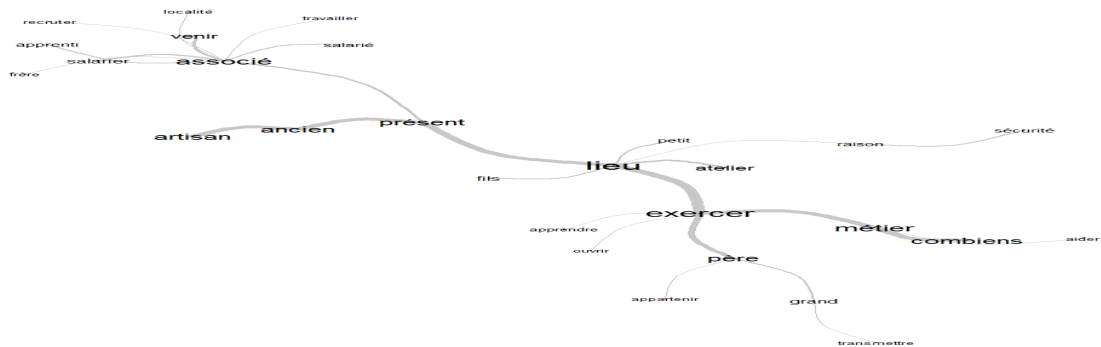 localité
recruter
travailler
venir
apprenti
salarié
salarier
associé
frère
présent
ancien
artisan
sécurité
petit
raison
lieu
atelier
fils
exercer
métier
apprendre
combiens
aider
ouvrir
père
appartenir
grand
transmettre